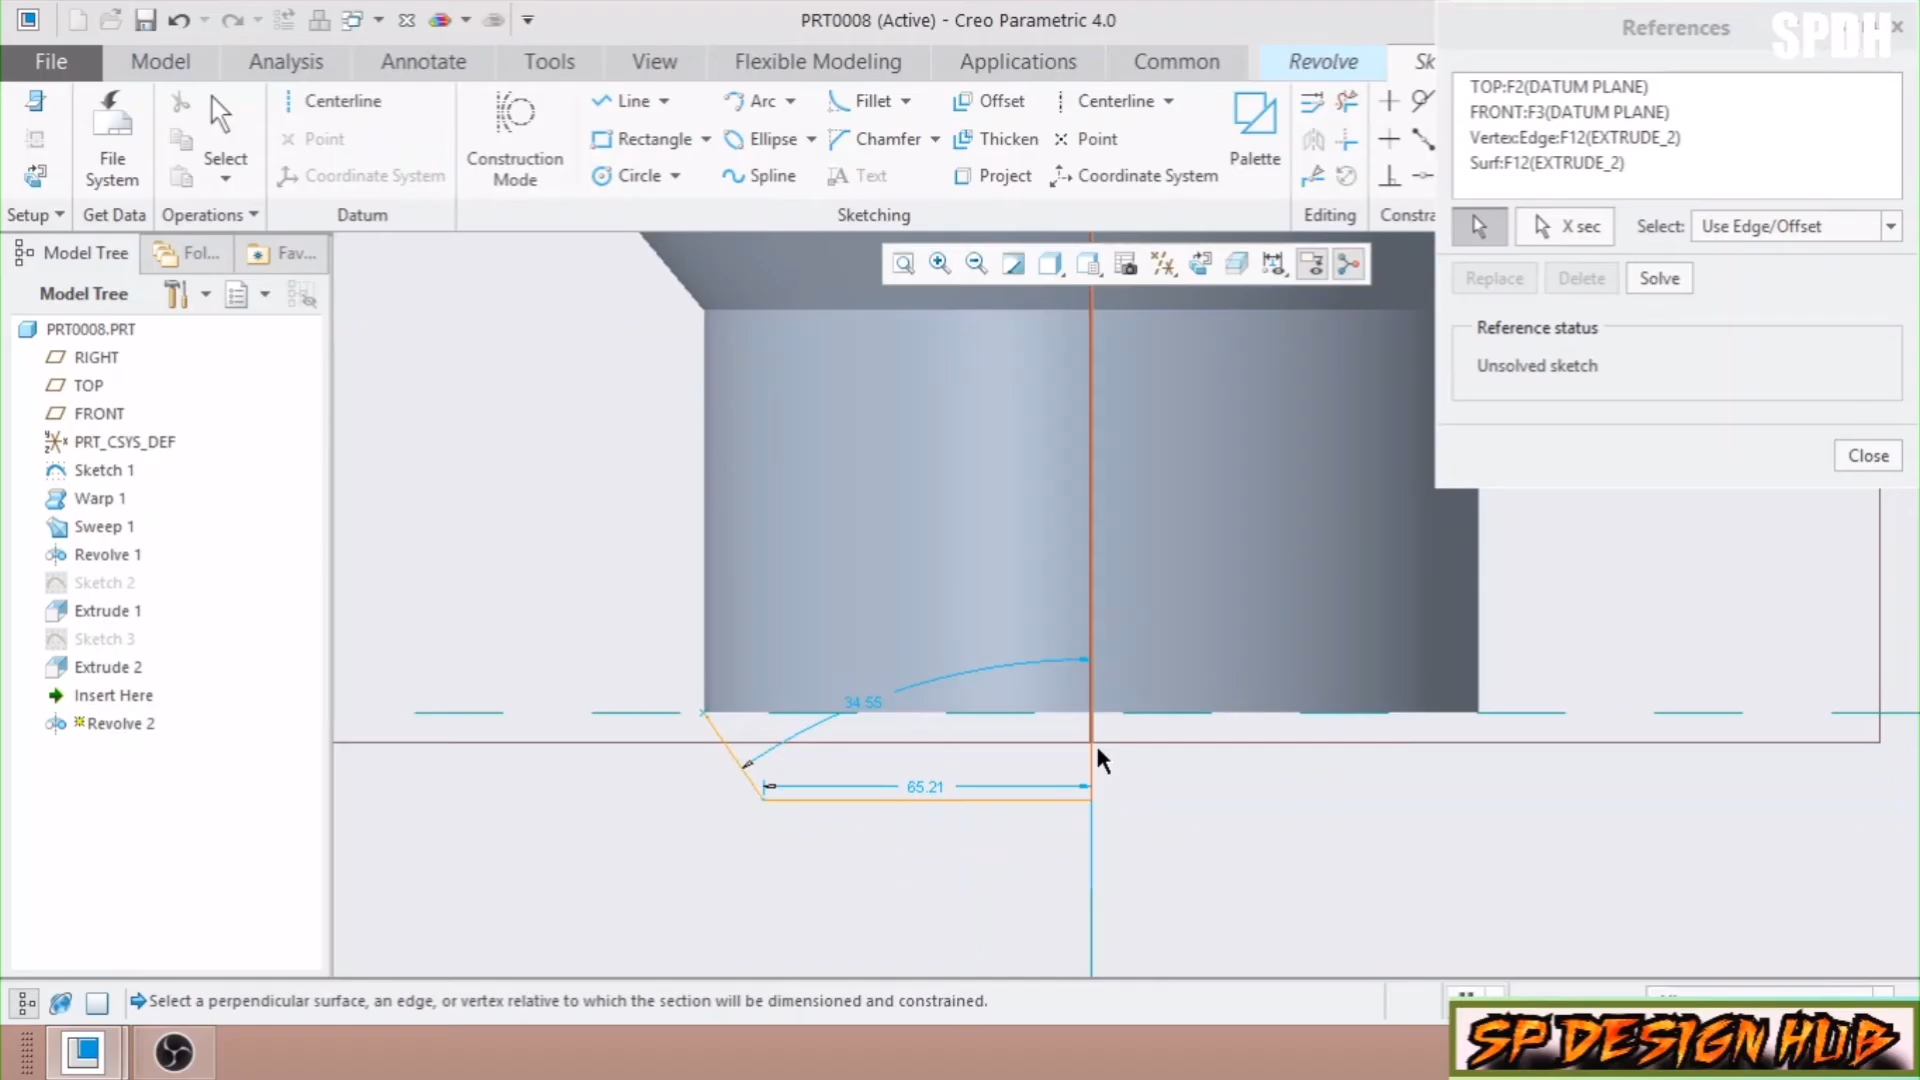 PRT0008 (Active) - Creo Parametric 4.0
References
SPDH
File Model Analysis Annotate Tools View Flexible Modeling Applications Common Revolve Sk
TOP:F2(DATUM PLANE)
FRONT:F3(DATUM PLANE)
Vertex:Edge:F12(EXTRUDE_2)
Surf:F12(EXTRUDE_2)
Centerline Line Arc Fillet Offset Centerline
Point Rectangle Ellipse Chamfer Thicken Point
File System Select Construction Mode Palette
Coordinate System Circle Spline Text Project Coordinate System
Setup Get Data Operations Datum Sketching Editing Constra
X sec Select: Use Edge/Offset
Replace Delete Solve
Reference status
Unsolved sketch
Close
Model Tree Fol... Fav...
Model Tree
PRT0008.PRT
RIGHT
TOP
FRONT
PRT_CSYS_DEF
Sketch 1
Warp 1
Sweep 1
Revolve 1
Sketch 2
Extrude 1
Sketch 3
Extrude 2
Insert Here
Revolve 2
34.55
65.21
Select a perpendicular surface, an edge, or vertex relative to which the section will be dimensioned and constrained.
SP DESIGN HUB